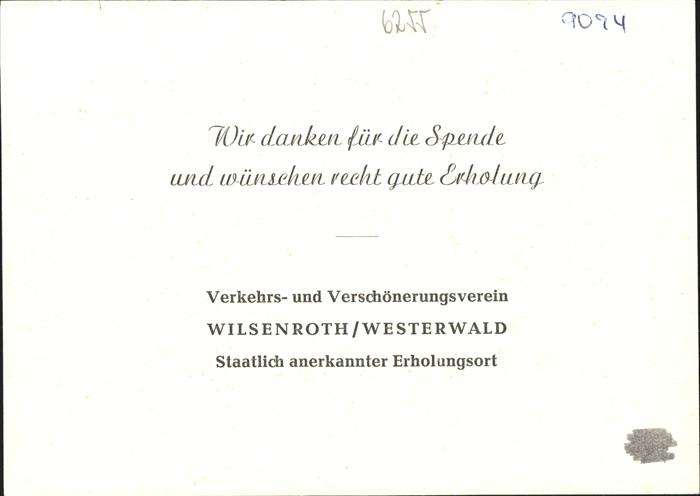 6255 9094
Wir danken für die Spende
und wünschen recht gute Erholung
Verkehrs- und Verschönerungsverein
WILSENROTH/WESTERWALD
Staatlich anerkannter Erholungsort